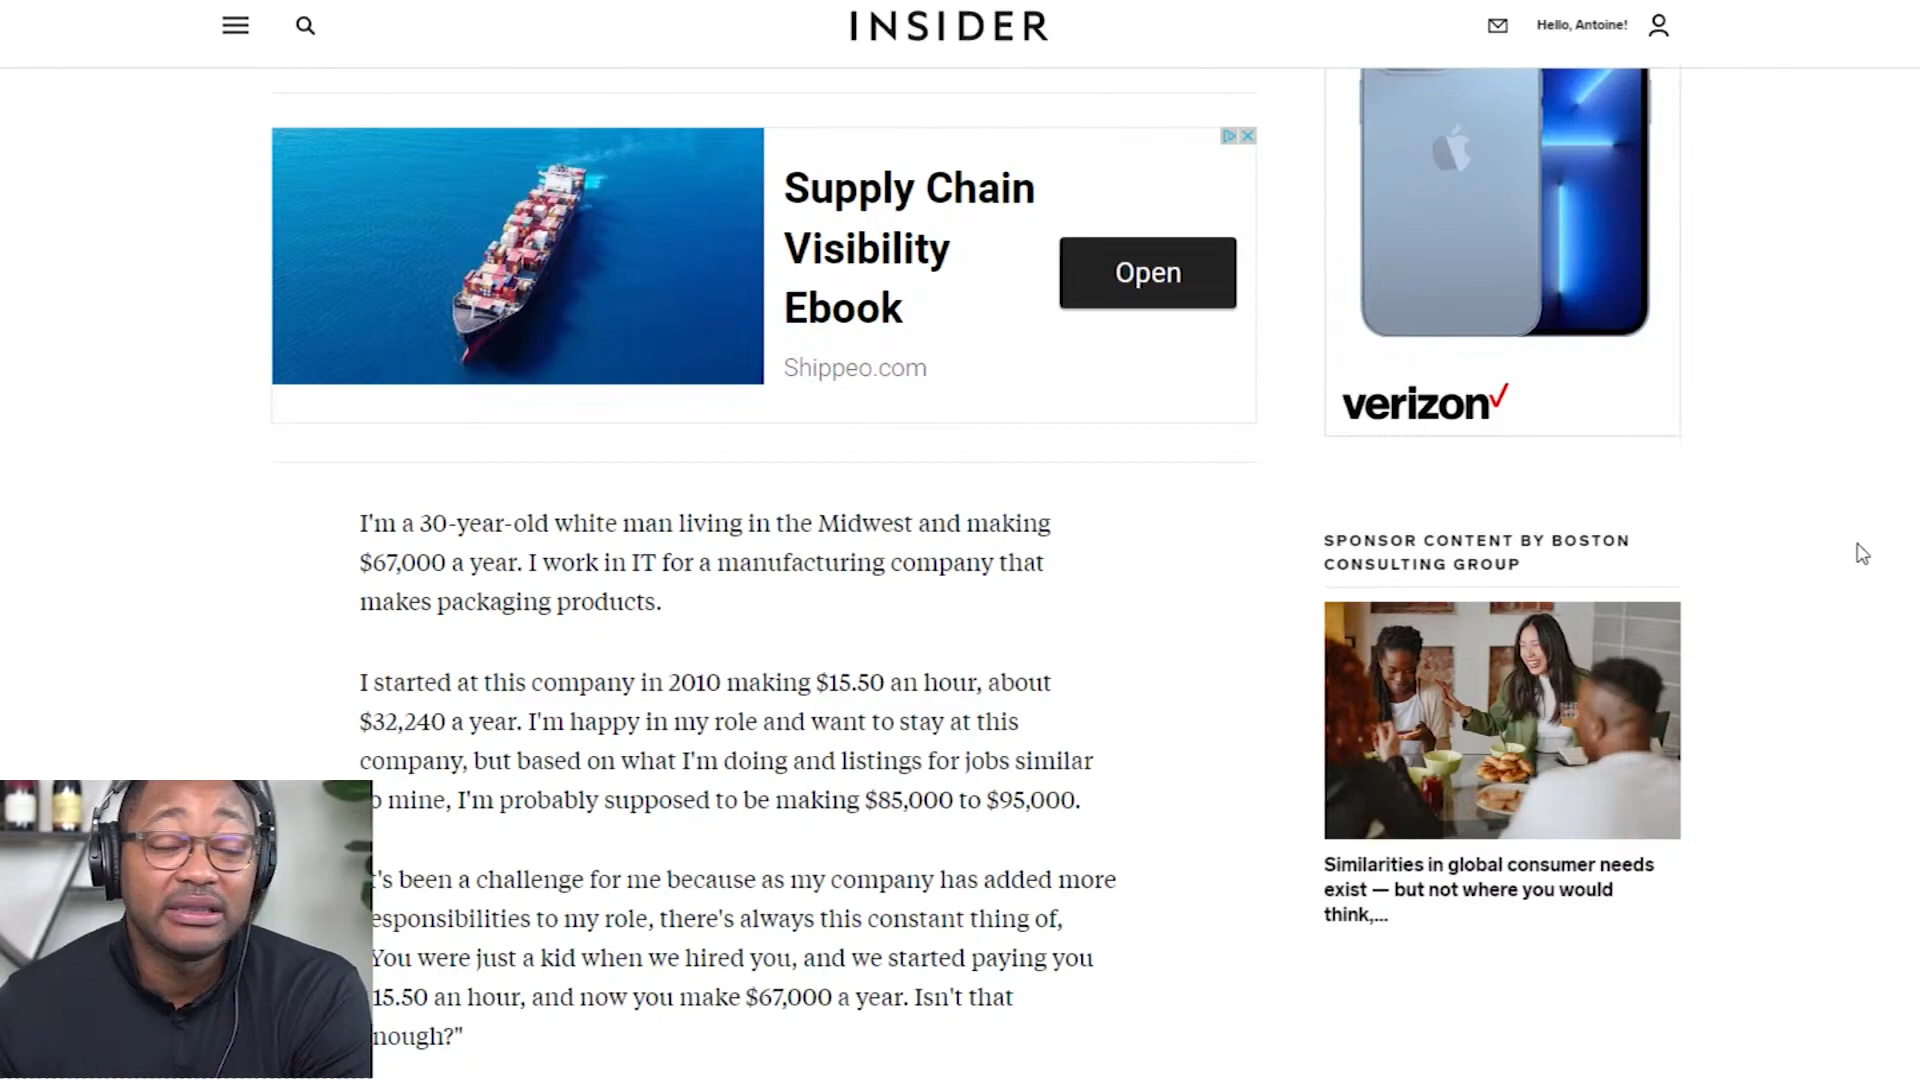 INSIDER
Hello, Antoine!
Supply Chain
Visibility
Ebook
Open
Shippeo.com
verizon
I'm a 30-year-old white man living in the Midwest and making
$67,000 a year. I work in IT for a manufacturing company that
makes packaging products.
I started at this company in 2010 making $15.50 an hour, about
$32,240 a year. I'm happy in my role and want to stay at this
company, but based on what I'm doing and listings for jobs similar
o mine, I'm probably supposed to be making $85,000 to $95,000.
t's been a challenge for me because as my company has added more
esponsibilities to my role, there's always this constant thing of,
You were just a kid when we hired you, and we started paying you
15.50 an hour, and now you make $67,000 a year. Isn't that
nough?"
SPONSOR CONTENT BY BOSTON
CONSULTING GROUP
Similarities in global consumer needs
exist — but not where you would
think,...